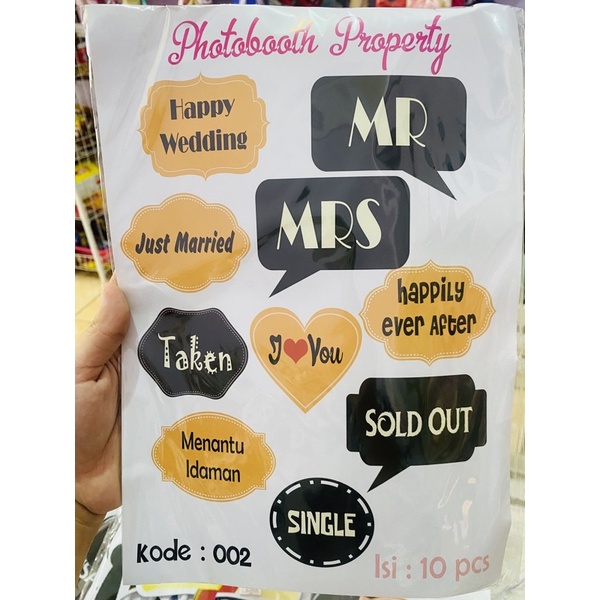 Photobooth Property
Happy
Wedding
MR
MRS
Just Married
happily
ever After
Taken
I❤You
SOLD OUT
Menantu
Idaman
SINGLE
Kode : 002
Isi : 10 pcs